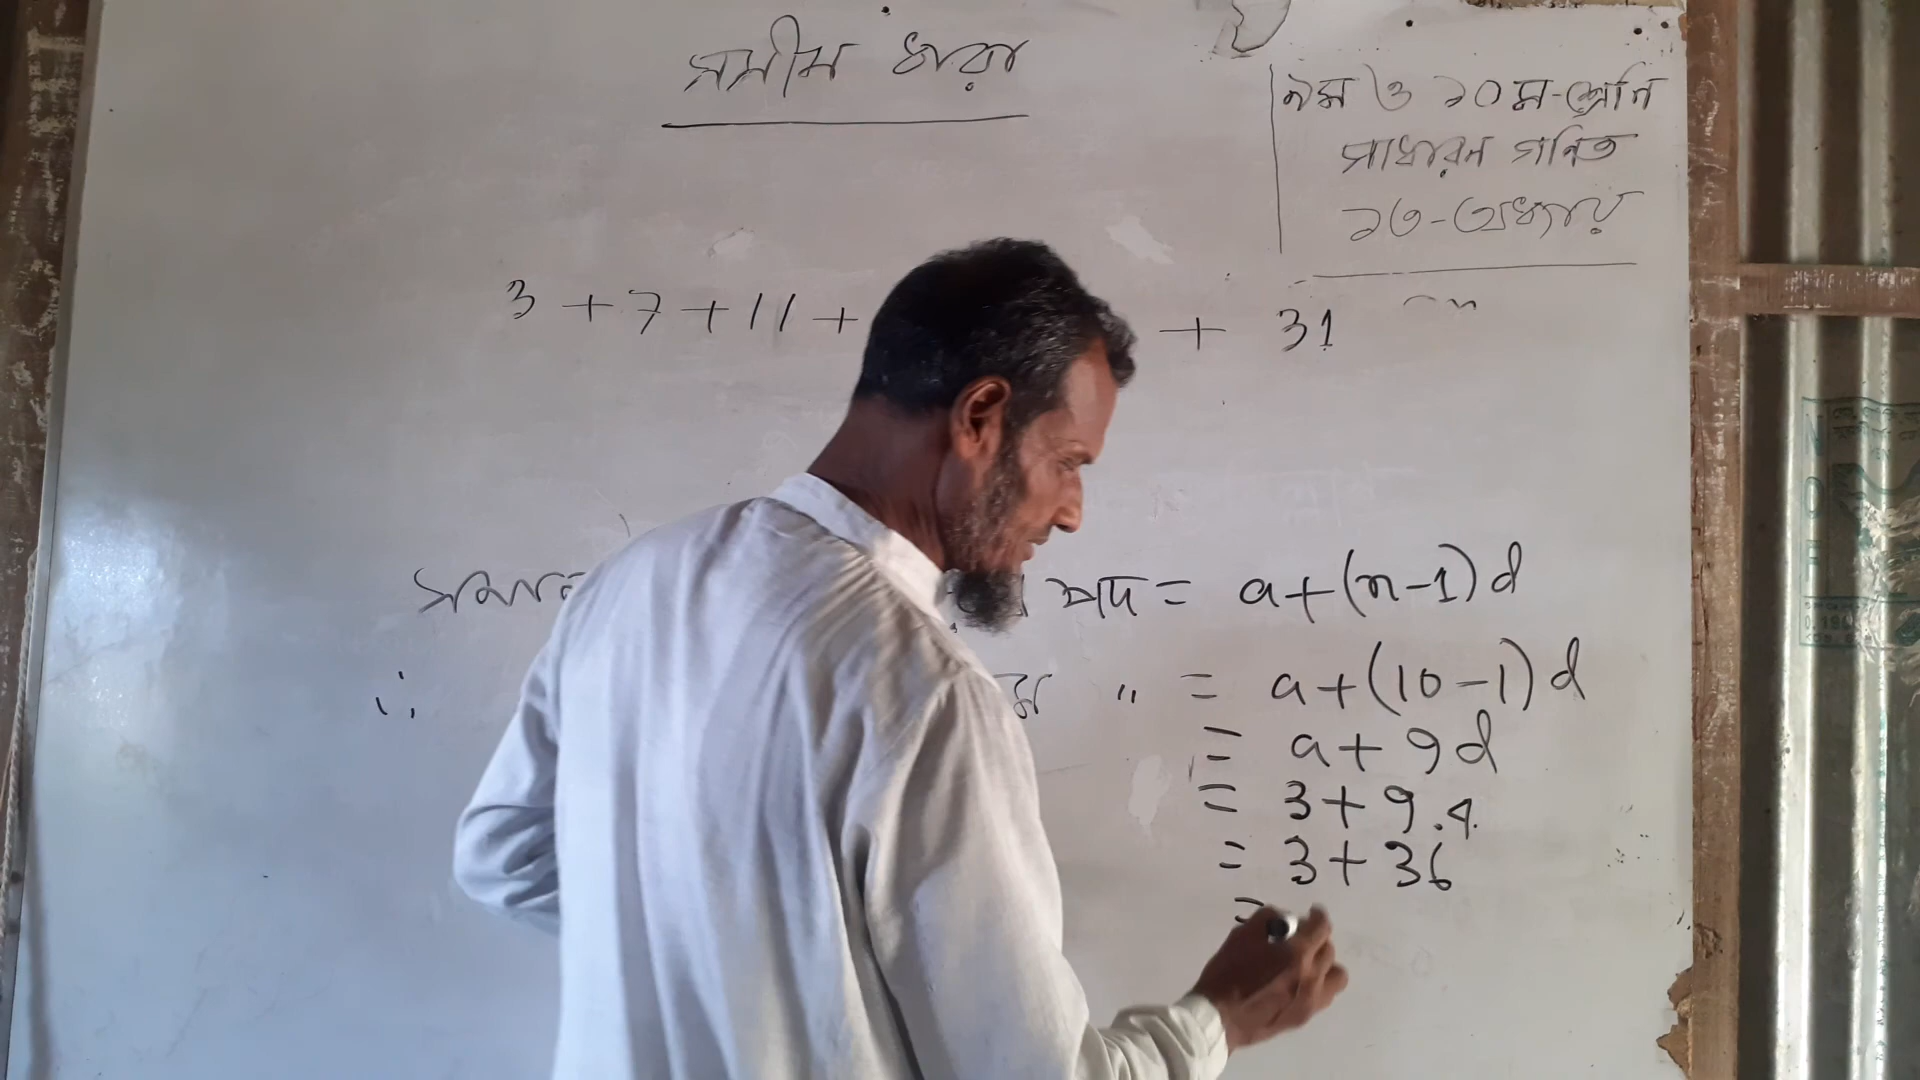 সসীম ধারা
৯ম ও ১০ম-শ্রেণি
সাধারন গনিত
১৩-অধ্যায়
3 + 7 + 11 + + 31
পদ = a+(n-1)d
∴ ম " = a+(10-1)d
= a+9d
= 3+9.4
= 3+36
=